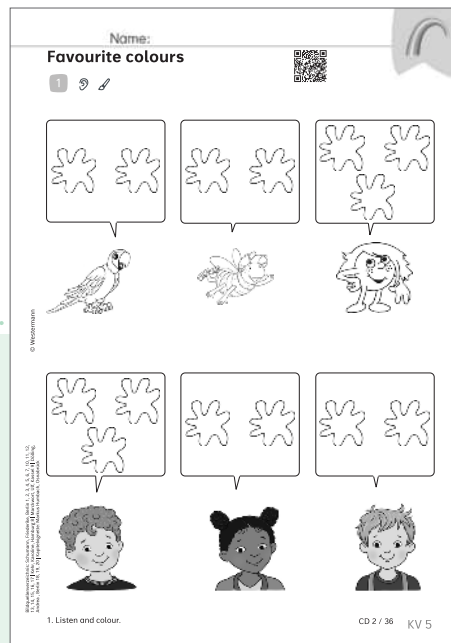 Name:
Favourite colours
1
© Westermann
1. Listen and colour.
CD 2 / 36
KV 5